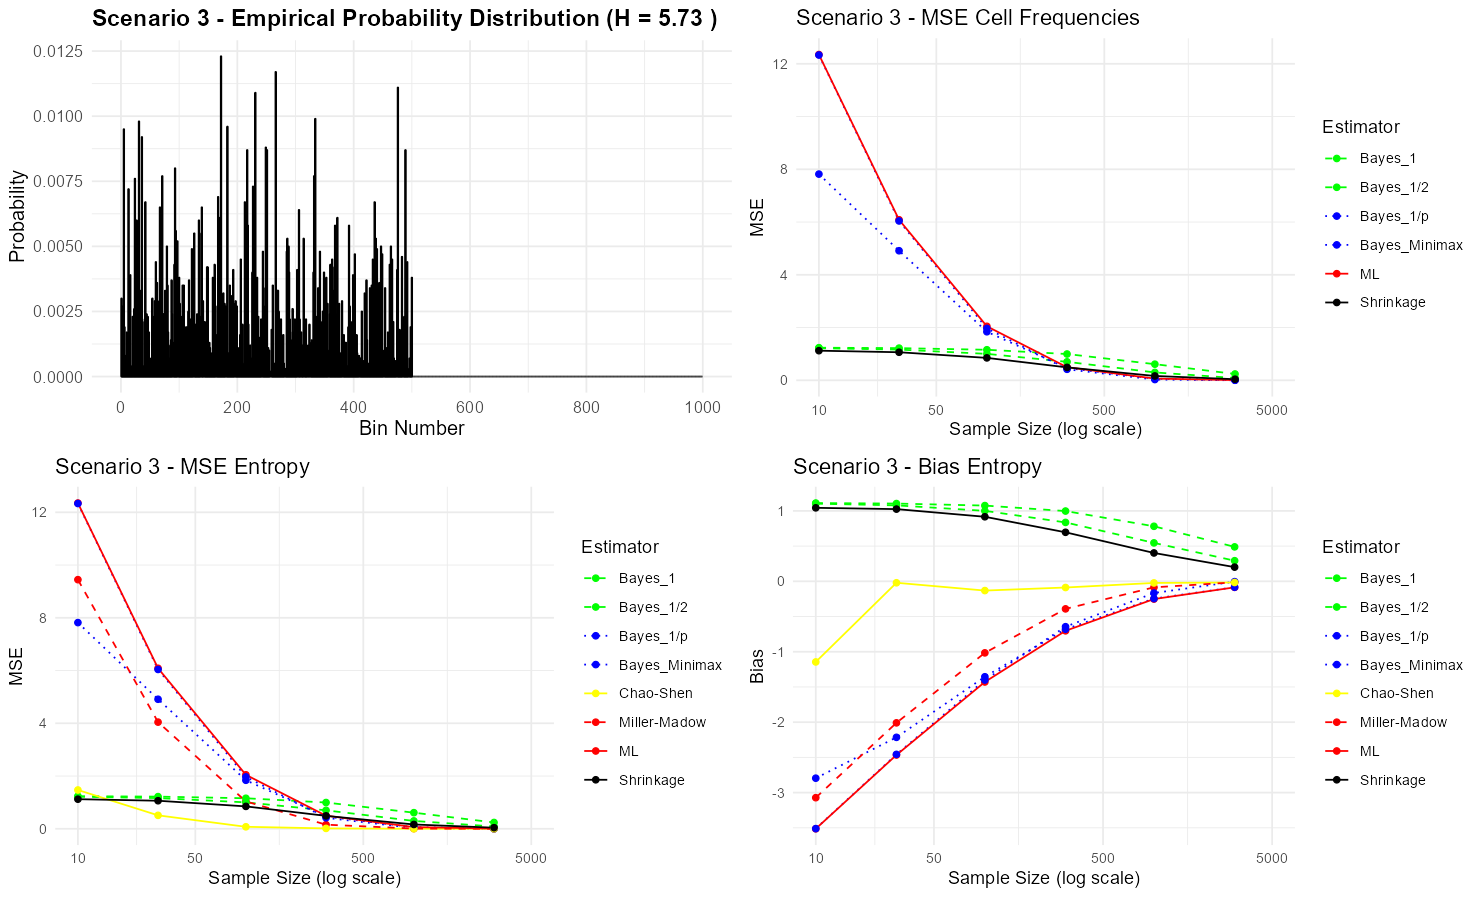 Scenario 3 - Empirical Probability Distribution (H = 5.73 )
Probability
0.0125
0.0100
0.0075
0.0050
0.0025
0.0000
0 200 400 600 800 1000
Bin Number
Scenario 3 - MSE Cell Frequencies
MSE
12
8
4
0
10 50 500 5000
Sample Size (log scale)
Estimator
Bayes_1
Bayes_1/2
Bayes_1/p
Bayes_Minimax
ML
Shrinkage
Scenario 3 - MSE Entropy
MSE
12
8
4
0
10 50 500 5000
Sample Size (log scale)
Estimator
Bayes_1
Bayes_1/2
Bayes_1/p
Bayes_Minimax
Chao-Shen
Miller-Madow
ML
Shrinkage
Scenario 3 - Bias Entropy
Bias
1
0
-1
-2
-3
10 50 500 5000
Sample Size (log scale)
Estimator
Bayes_1
Bayes_1/2
Bayes_1/p
Bayes_Minimax
Chao-Shen
Miller-Madow
ML
Shrinkage